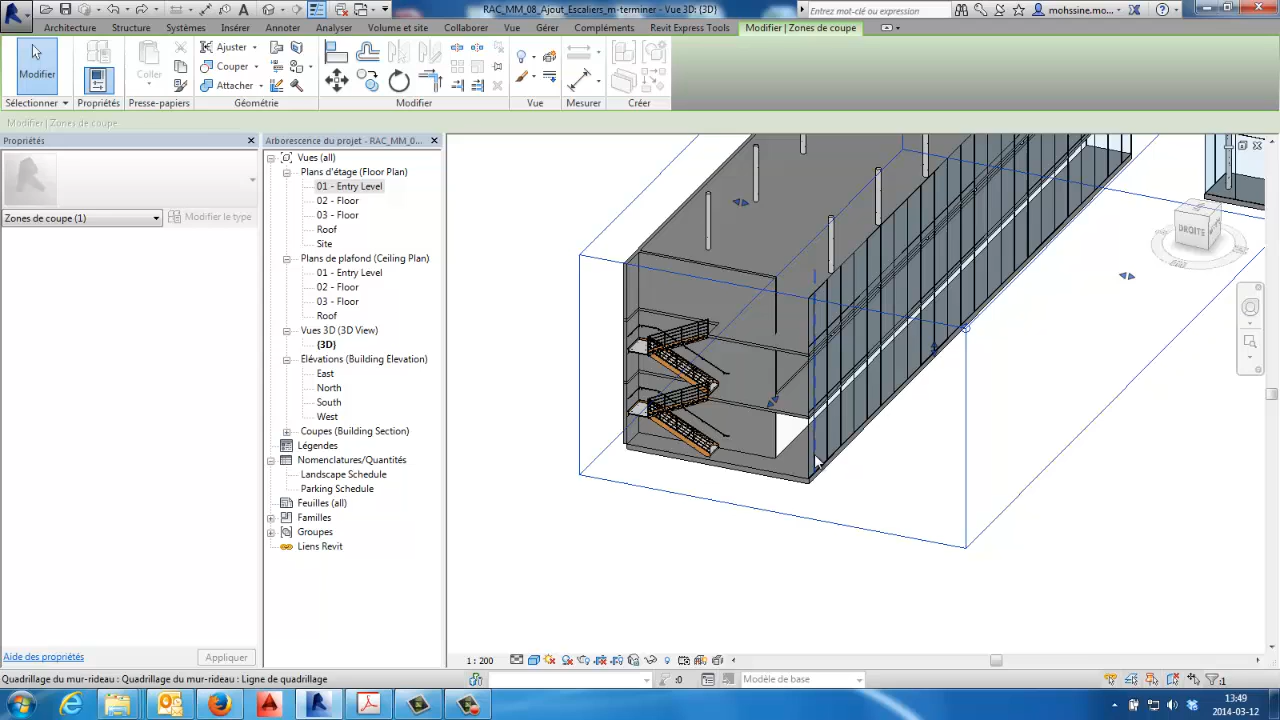 RAC_MM_08_Ajout_Escaliers_m-terminer - Vue 3D: {3D}
Entrez mot-clé ou expression
mohssine.mo...
Architecture Structure Systèmes Insérer Annoter Analyser Volume et site Collaborer Vue Gérer Compléments Revit Express Tools Modifier | Zones de coupe
Modifier
Coller
Ajuster
Couper
Attacher
Sélectionner Propriétés Presse-papiers Géométrie Modifier Vue Mesurer Créer
Modifier | Zones de coupe
Propriétés
Zones de coupe (1)
Modifier le type
Aide des propriétés
Appliquer
Arborescence du projet - RAC_MM_0...
Vues (all)
Plans d'étage (Floor Plan)
01 - Entry Level
02 - Floor
03 - Floor
Roof
Site
Plans de plafond (Ceiling Plan)
01 - Entry Level
02 - Floor
03 - Floor
Roof
Vues 3D (3D View)
{3D}
Elévations (Building Elevation)
East
North
South
West
Coupes (Building Section)
Légendes
Nomenclatures/Quantités
Landscape Schedule
Parking Schedule
Feuilles (all)
Familles
Groupes
Liens Revit
DROITE
1 : 200
Quadrillage du mur-rideau : Quadrillage du mur-rideau : Ligne de quadrillage
:0
Modèle de base
:1
13:49
2014-03-12